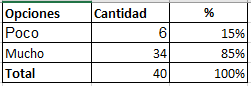 Opciones Cantidad %
Poco 6 15%
Mucho 34 85%
Total 40 100%